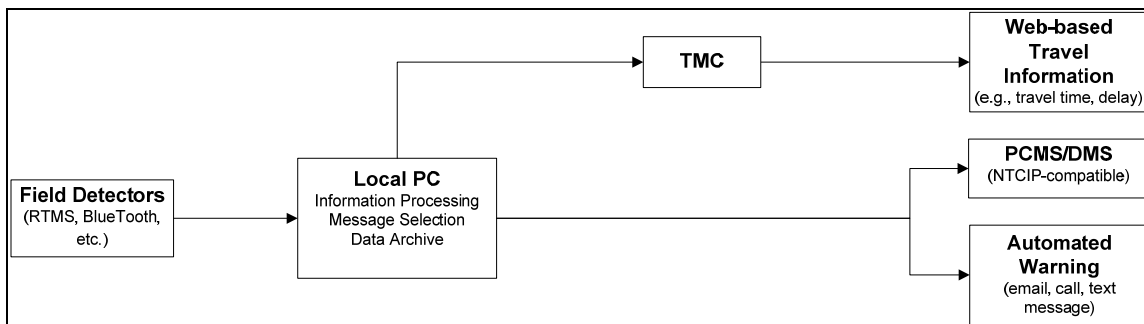 Field Detectors
(RTMS, BlueTooth,
etc.)
Local PC
Information Processing
Message Selection
Data Archive
TMC
Web-based
Travel
Information
(e.g., travel time, delay)
PCMS/DMS
(NTCIP-compatible)
Automated
Warning
(email, call, text
message)